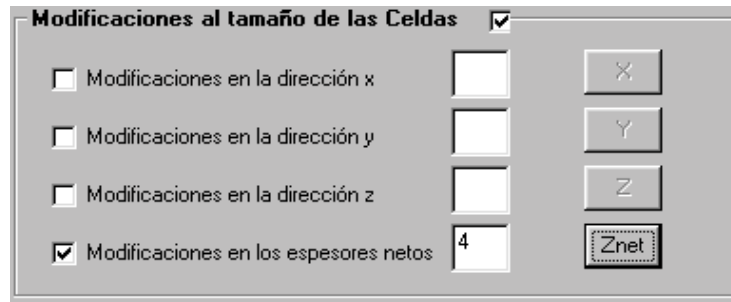 Modificaciones al tamaño de las Celdas
Modificaciones en la dirección x X
Modificaciones en la dirección y Y
Modificaciones en la dirección z Z
Modificaciones en los espesores netos 4 Znet